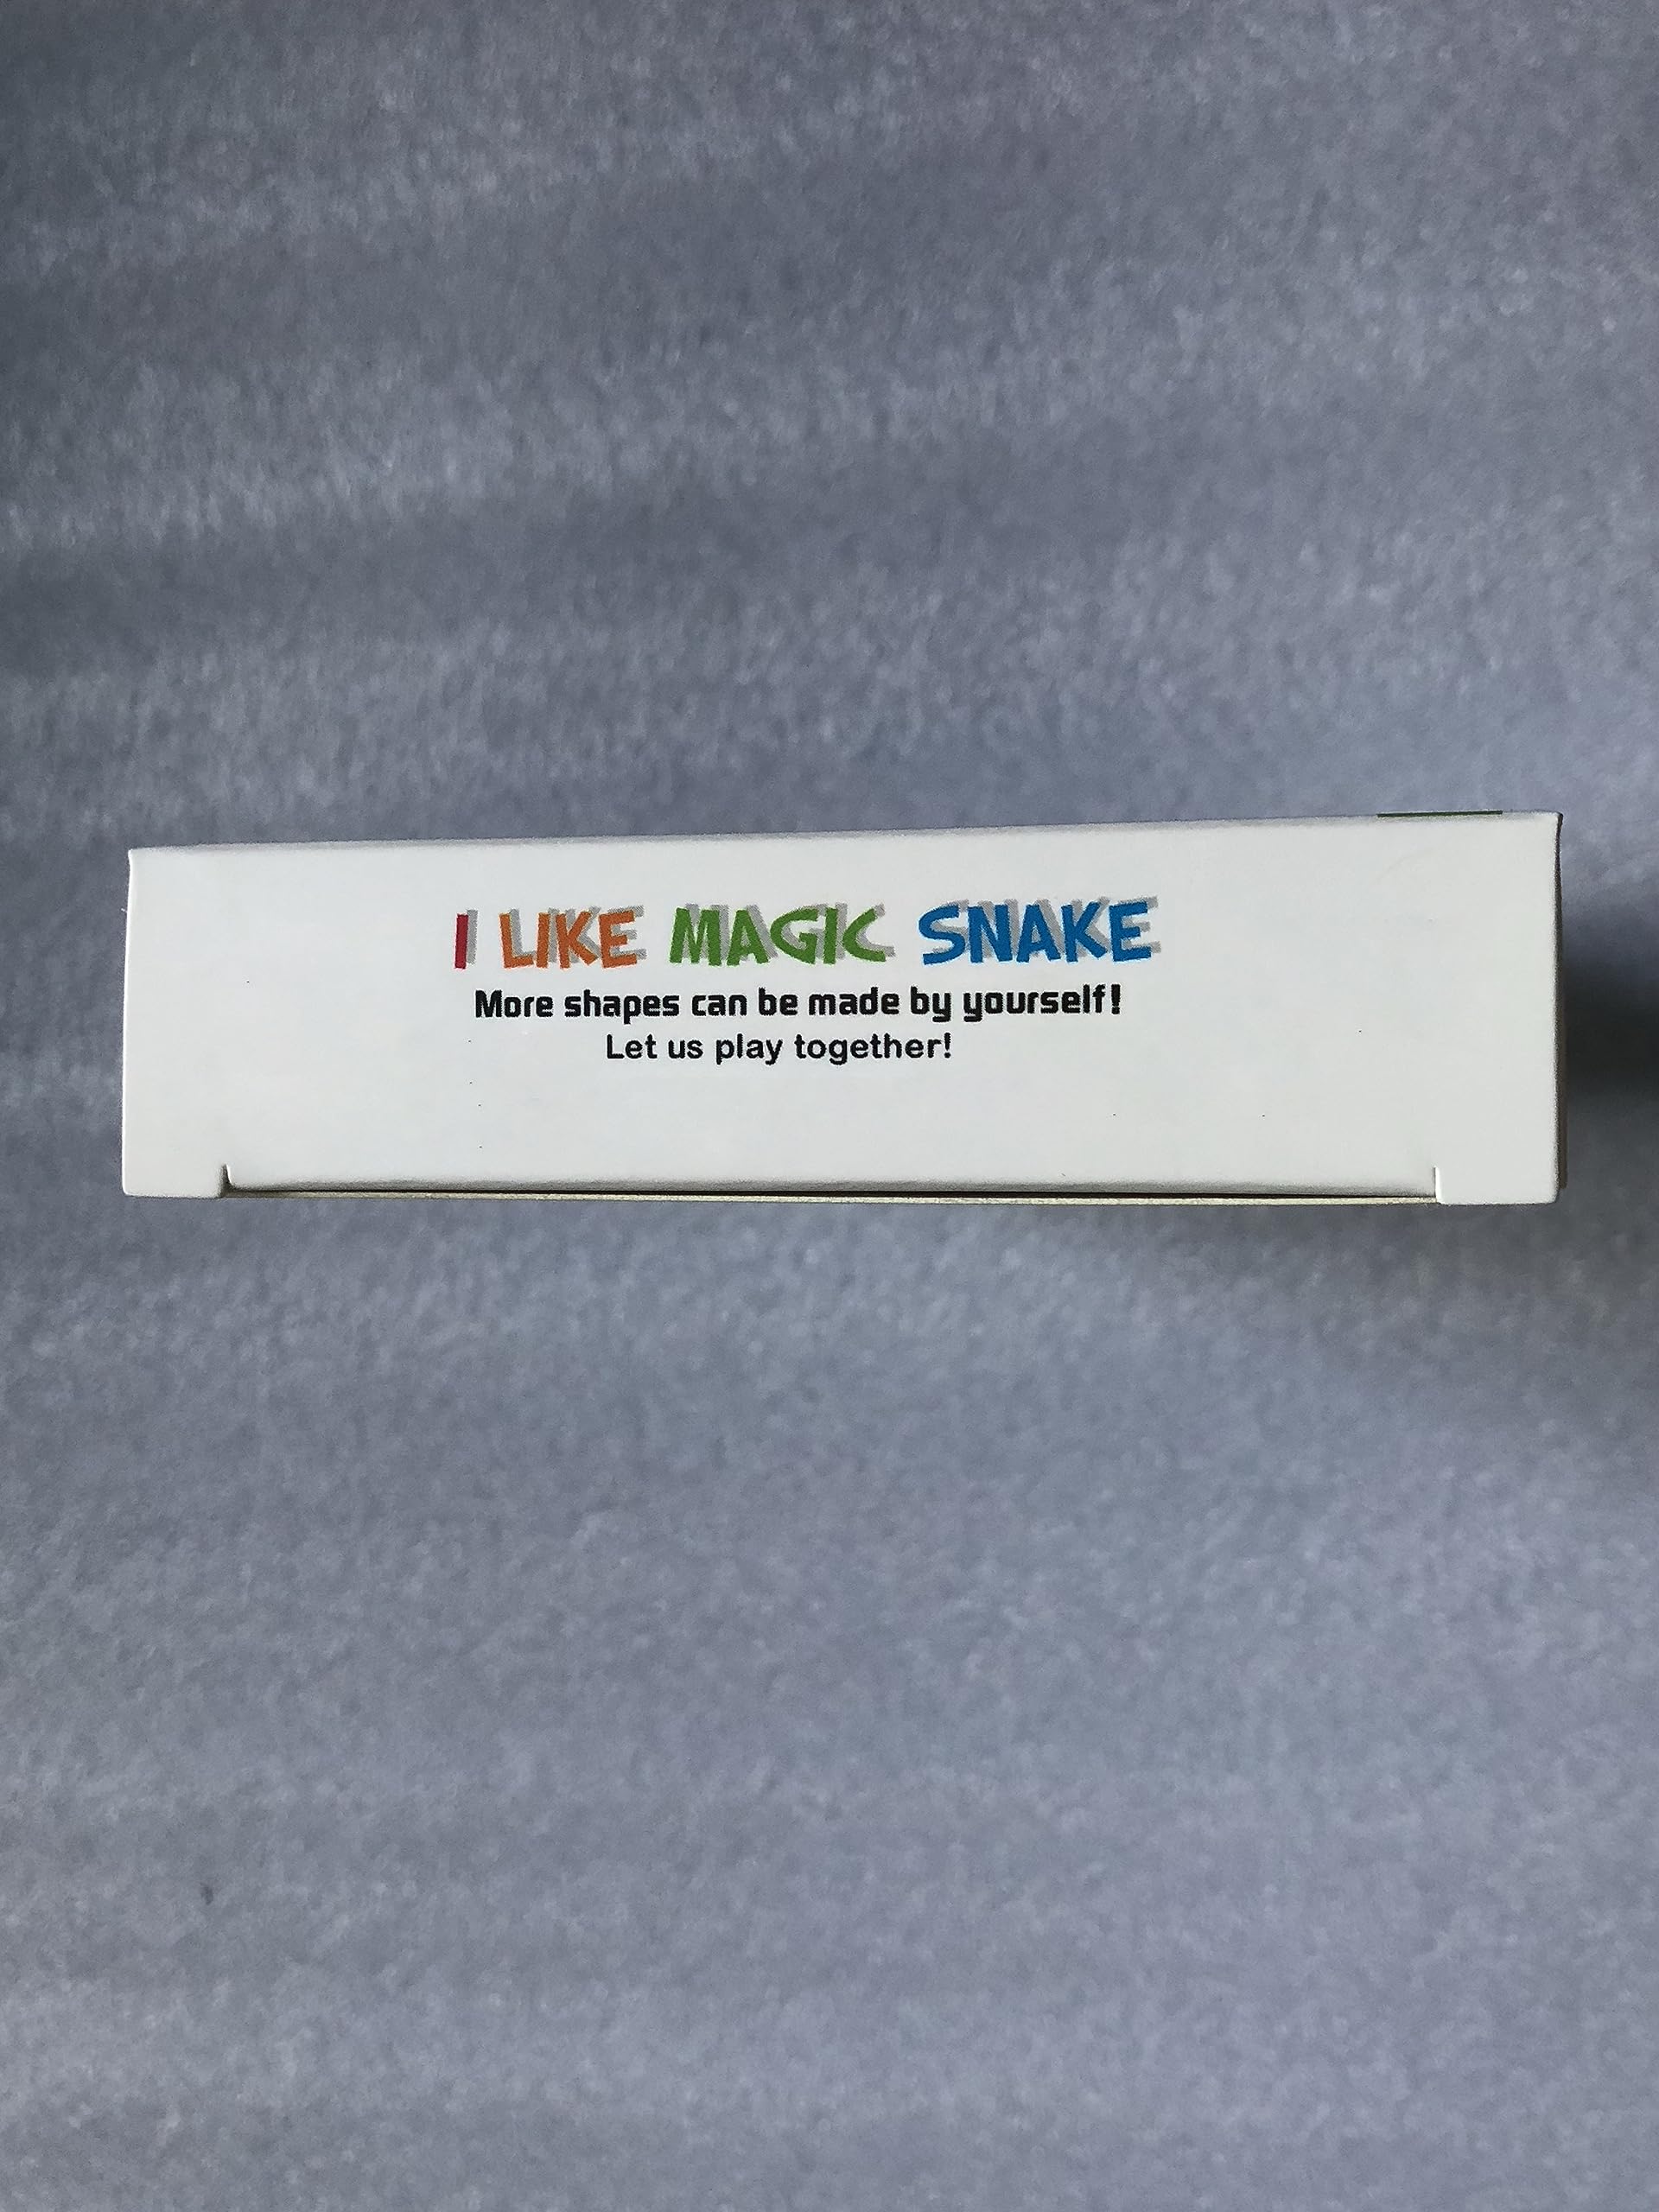 I LIKE MAGIC SNAKE
More shapes can be made by yourself!
Let us play together!